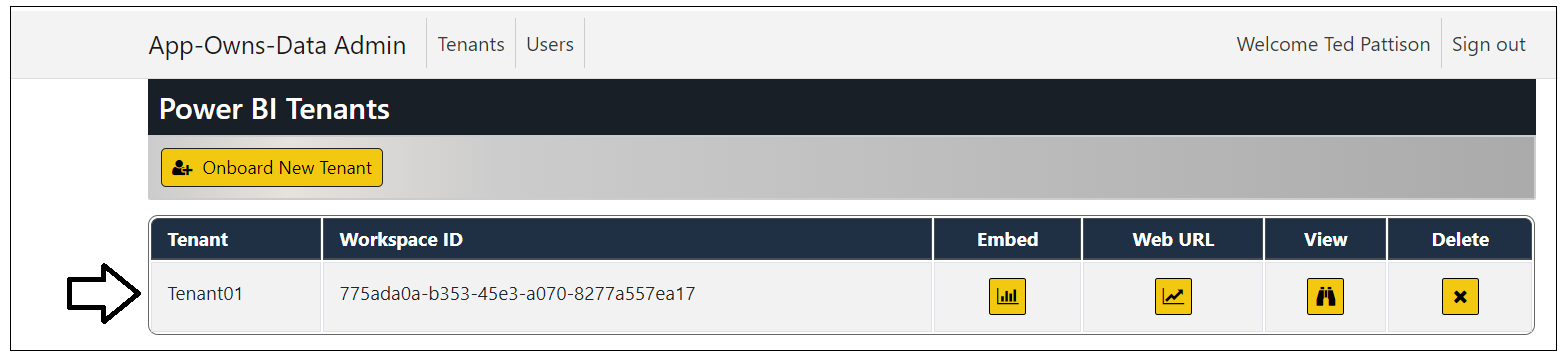 App-Owns-Data Admin Tenants Users Welcome Ted Pattison Sign out
Power BI Tenants
Onboard New Tenant
Tenant Workspace ID Embed Web URL View Delete
Tenant01 775ada0a-b353-45e3-a070-8277a557ea17